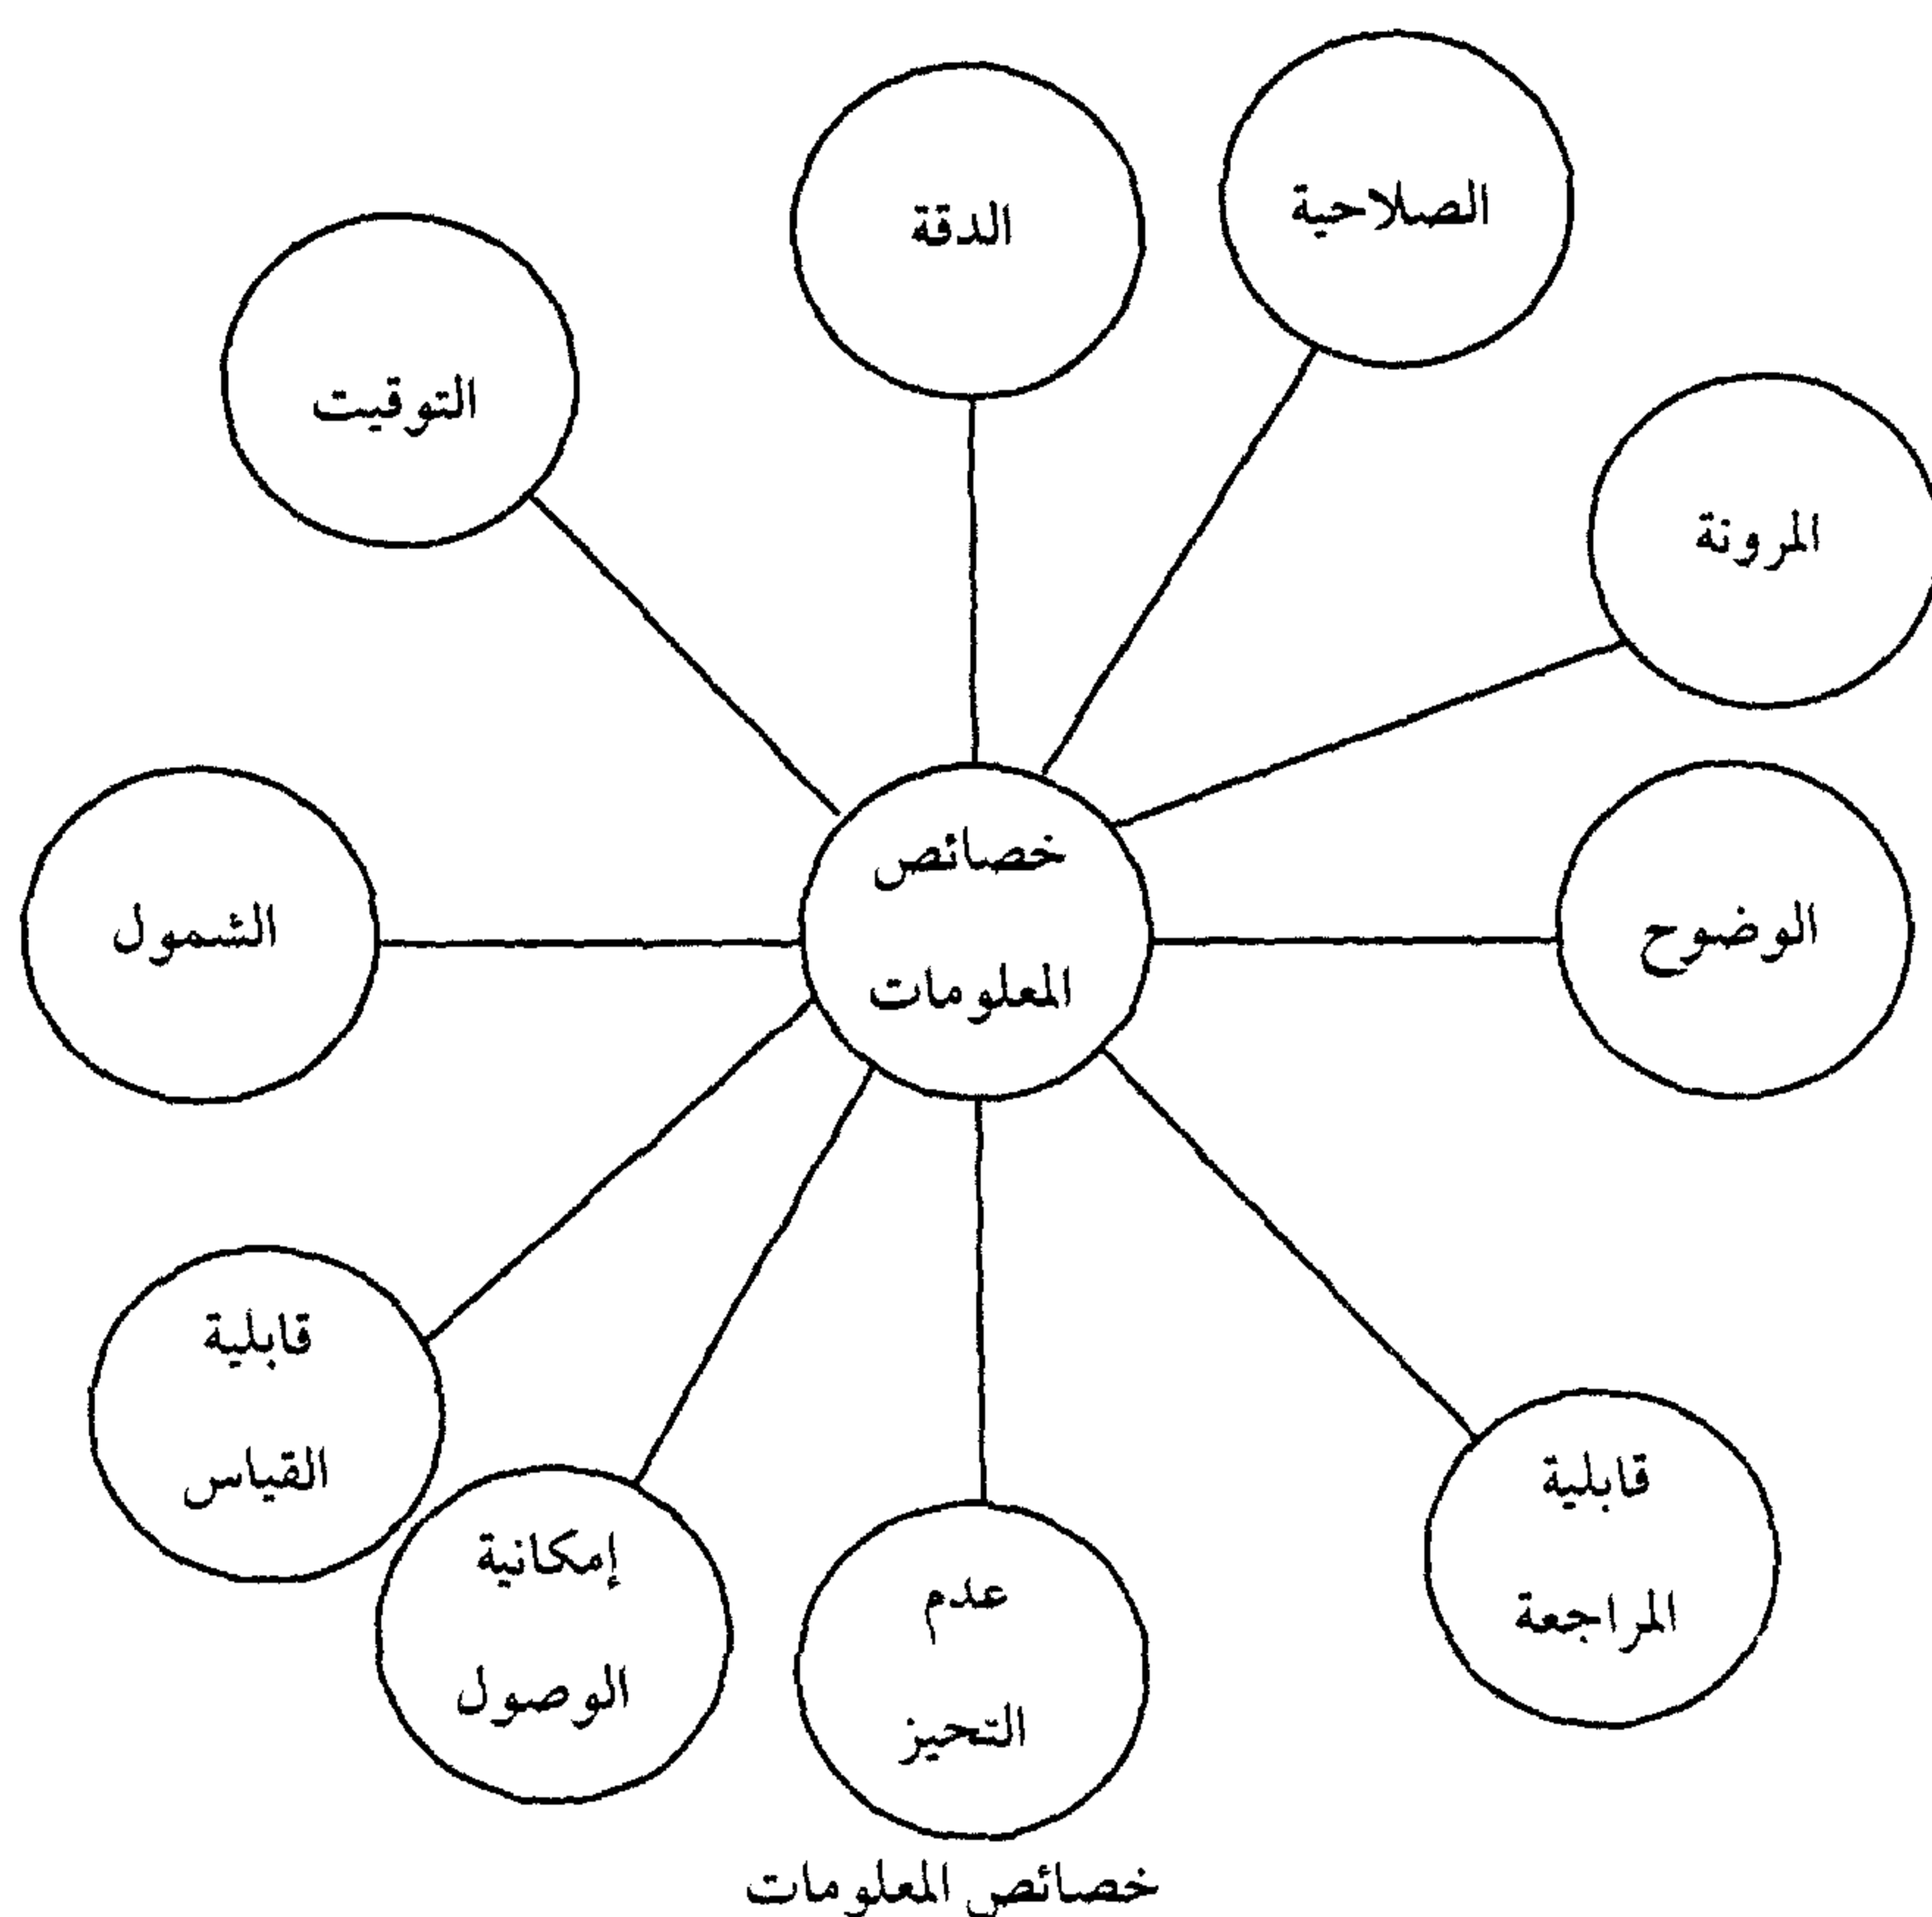 الصلاحية
الدقة
التوقيت
المرونة
خصائص
المعلومات
الوضوح
الشمول
قابلية
القياس
إمكانية
الوصول
عدم
التحيز
قابلية
المراجعة
خصائص المعلومات